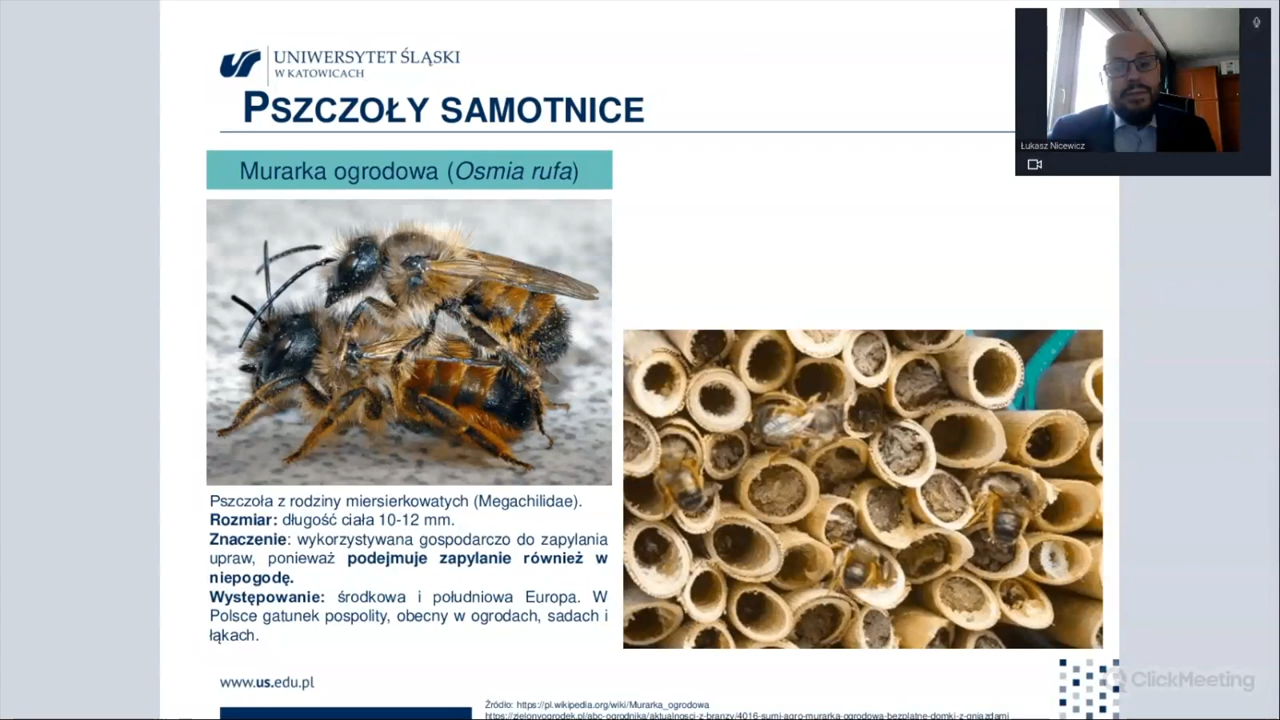 UNIWERSYTET ŚLĄSKI
W KATOWICACH
PSZCZOŁY SAMOTNICE
Łukasz Nicewicz
Murarka ogrodowa (Osmia rufa)
Pszczoła z rodziny miersierkowatych (Megachilidae).
Rozmiar: długość ciała 10-12 mm.
Znaczenie: wykorzystywana gospodarczo do zapylania
upraw, ponieważ podejmuje zapylanie również w
niepogodę.
Występowanie: środkowa i południowa Europa. W
Polsce gatunek pospolity, obecny w ogrodach, sadach i
łąkach.
www.us.edu.pl
ClickMeeting
Źródło: https://pl.wikipedia.org/wiki/Murarka_ogrodowa
https://zielonyogrodek.pl/abc-ogrodnika/aktualnosci-z-branzy/4016-sumi-agro-murarka-ogrodowa-bezplatne-domki-z-gniazdami